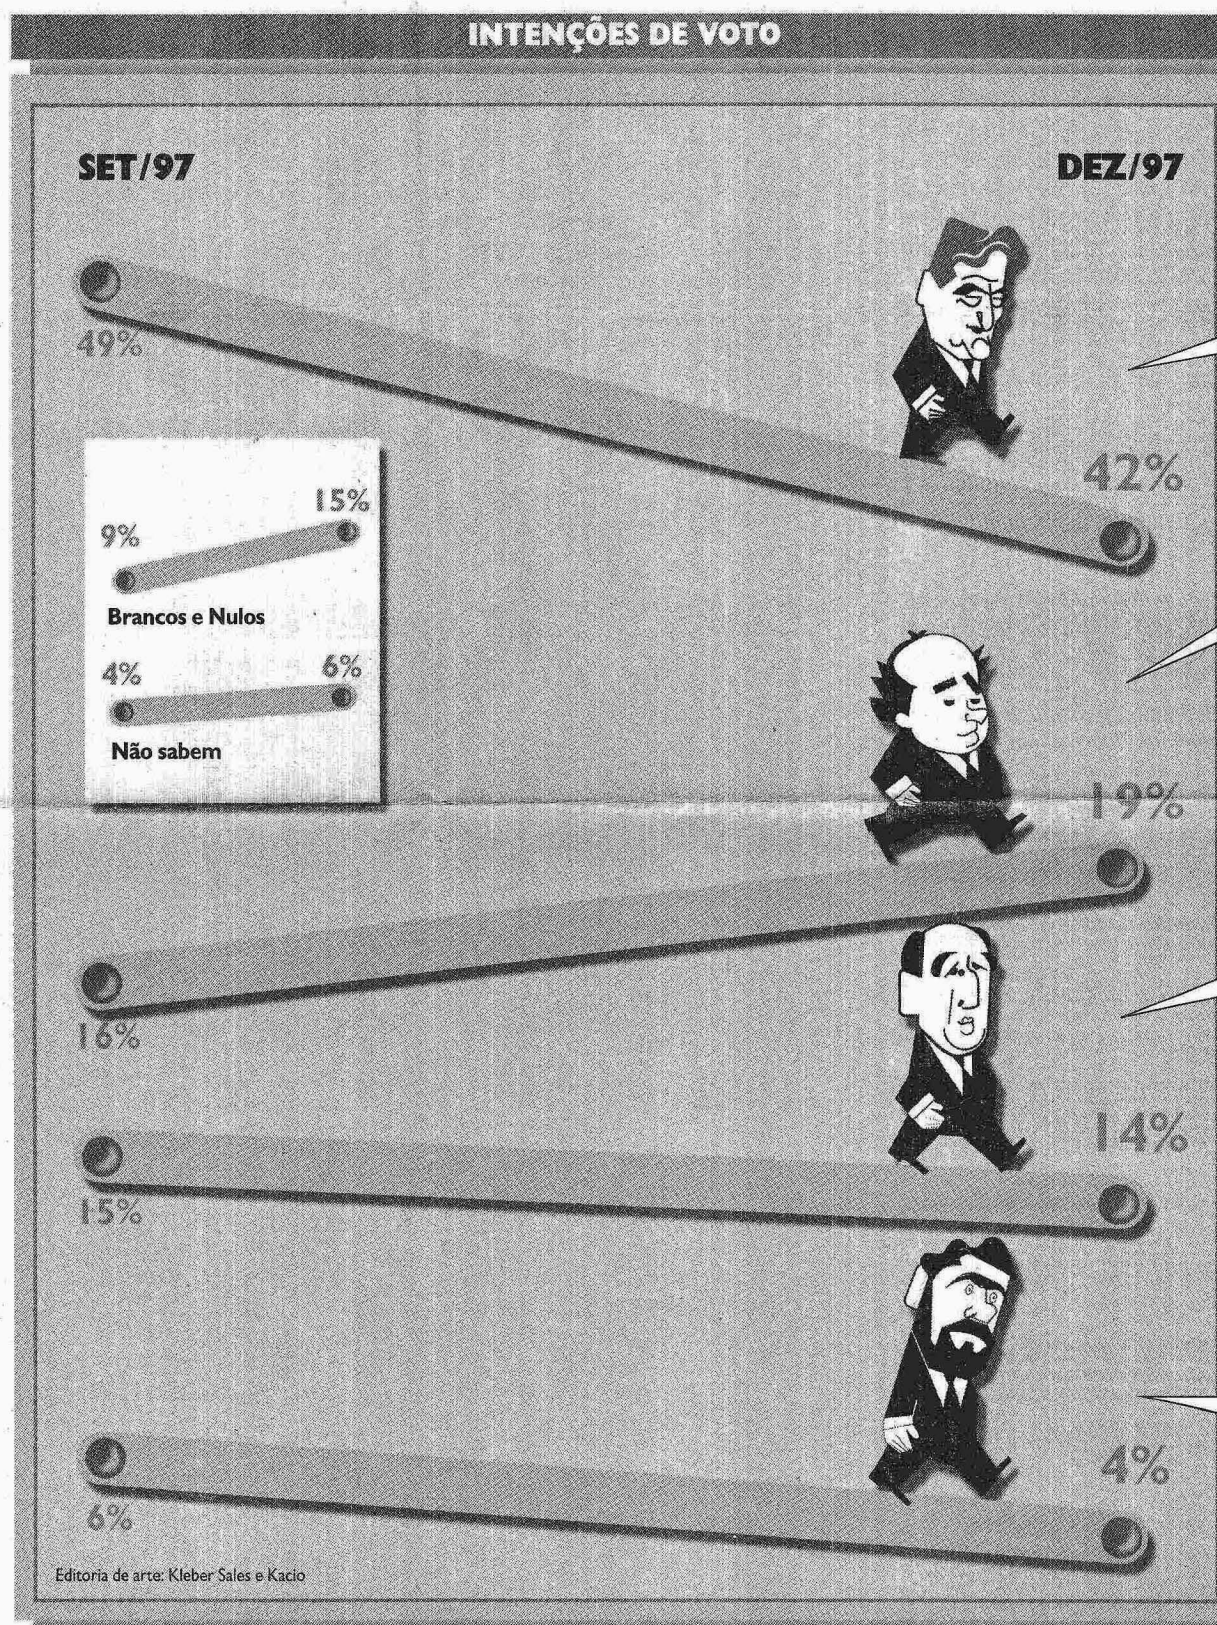 INTENÇÕES DE VOTO
SET/97
DEZ/97
49%
42%
15%
9%
Brancos e Nulos
4%
6%
Não sabem
19%
16%
14%
15%
4%
6%
Editoria de arte: Kleber Sales e Kacio